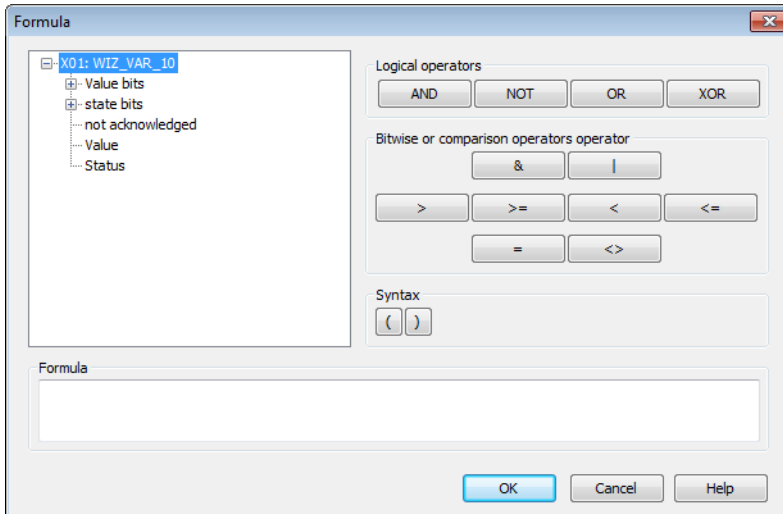 Formula
X01: WIZ_VAR_10
Value bits
state bits
not acknowledged
Value
Status
Logical operators
AND NOT OR XOR
Bitwise or comparison operators operator
& |
> >= < <=
= <>
Syntax
( )
Formula
OK Cancel Help